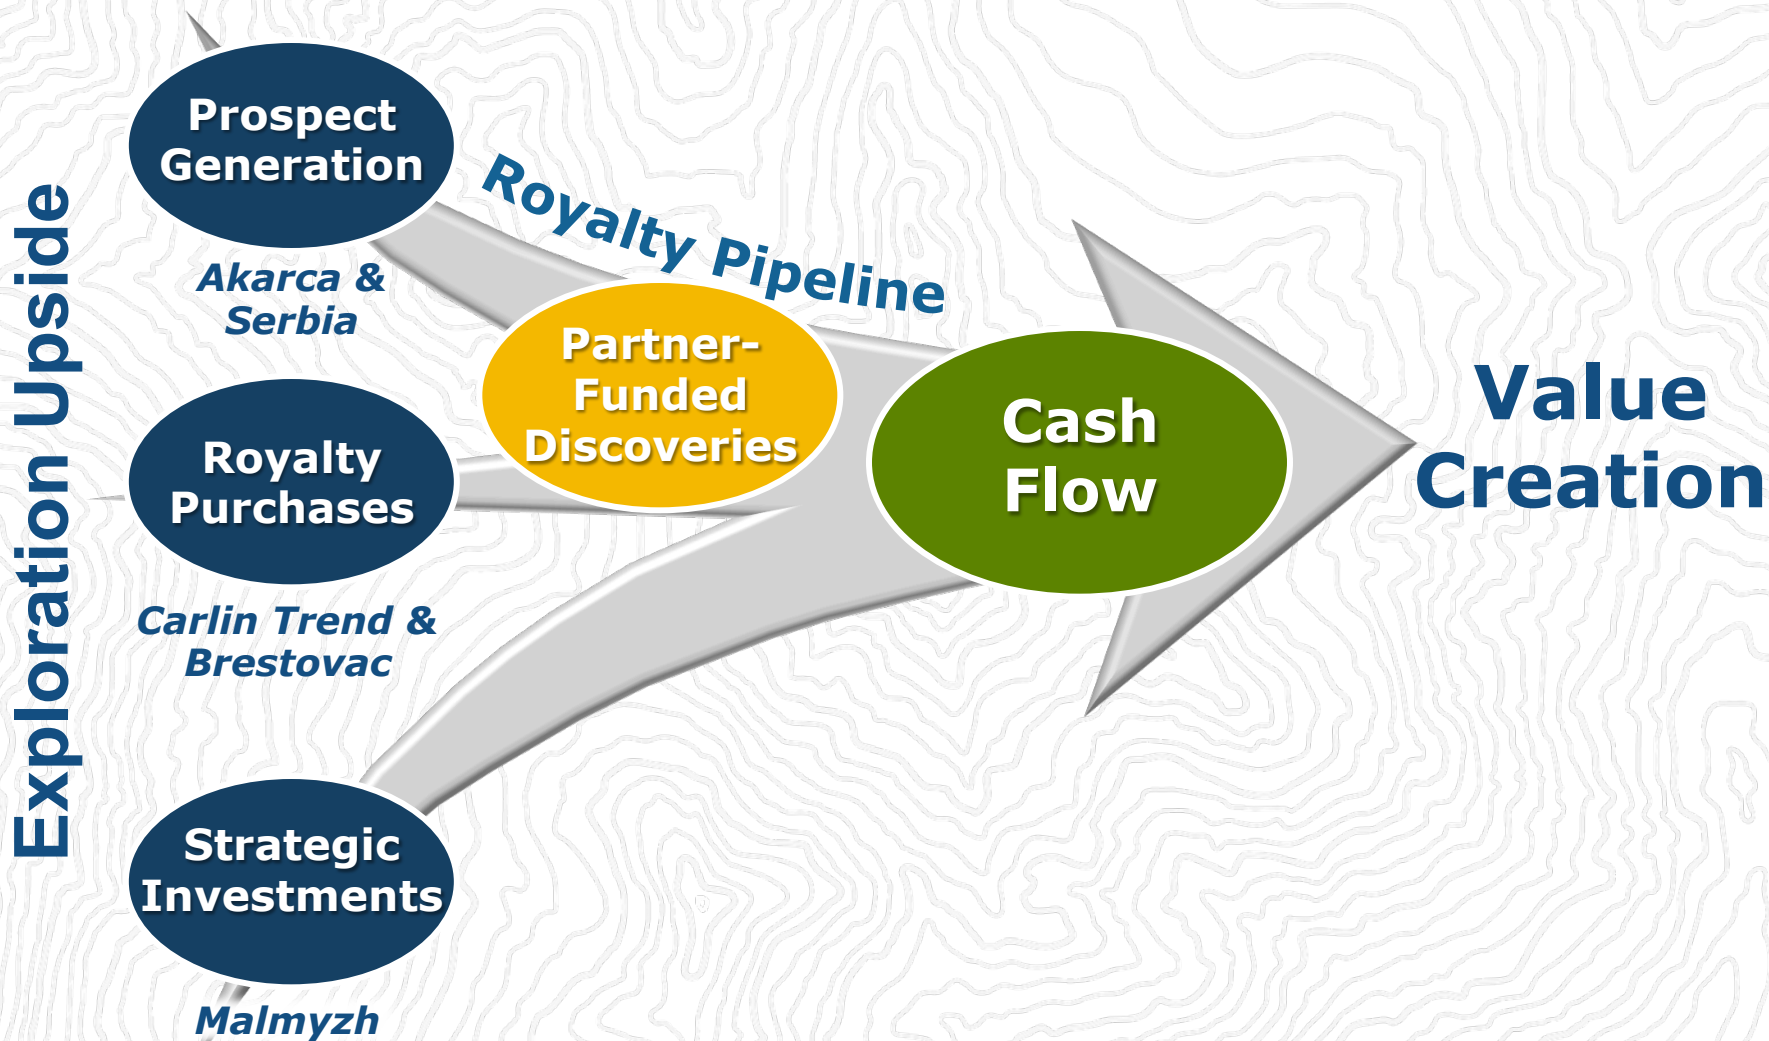 Exploration Upside
Prospect
Generation
Akarca &
Serbia
Royalty
Purchases
Carlin Trend &
Brestovac
Strategic
Investments
Malmyzh
Royalty Pipeline
Partner-
Funded
Discoveries
Cash
Flow
Value
Creation